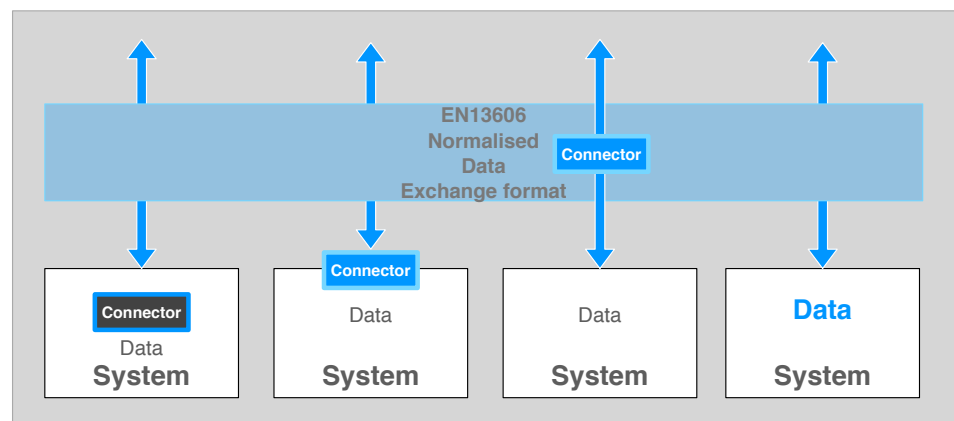 EN13606
Normalised
Data
Exchange format
Connector
Connector
Data
System
Connector
Data
System
Data
System
Data
System